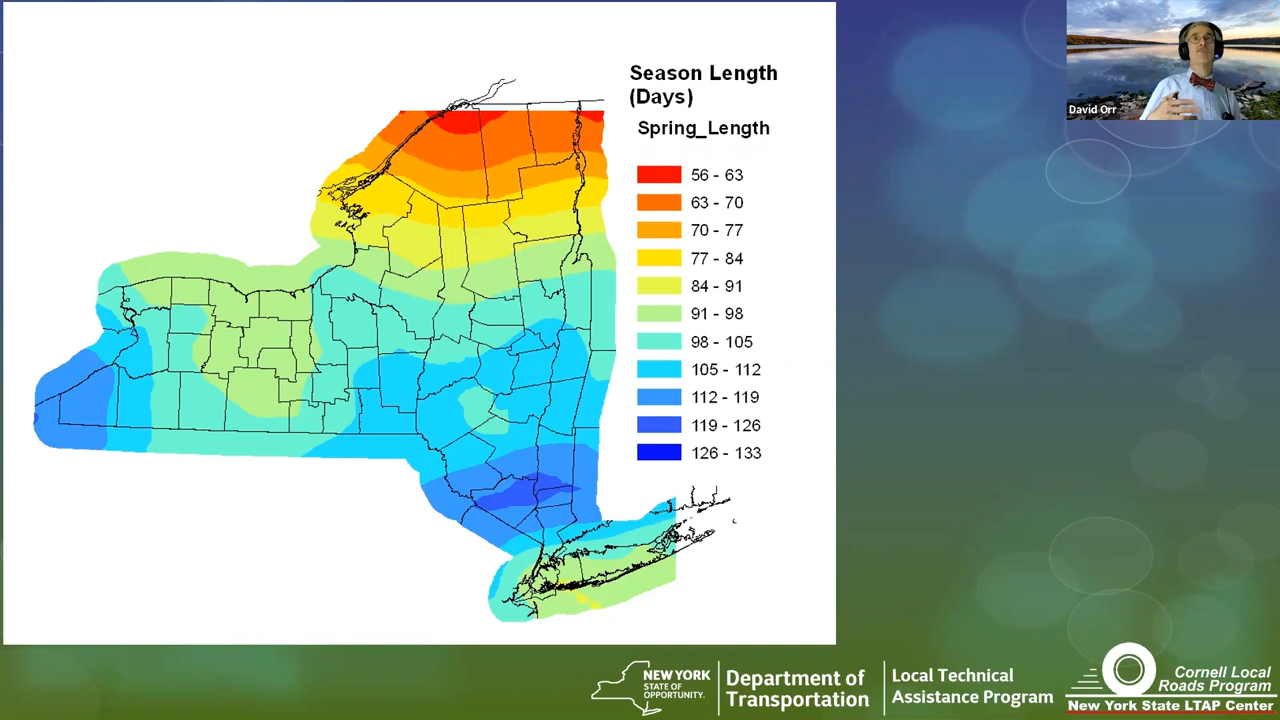 Season Length
(Days)
Spring_Length
56 - 63
63 - 70
70 - 77
77 - 84
84 - 91
91 - 98
98 - 105
105 - 112
112 - 119
119 - 126
126 - 133
David Orr
NEW YORK
STATE OF
OPPORTUNITY.
Department of
Transportation
Local Technical
Assistance Program
Cornell Local
Roads Program
New York State LTAP Center